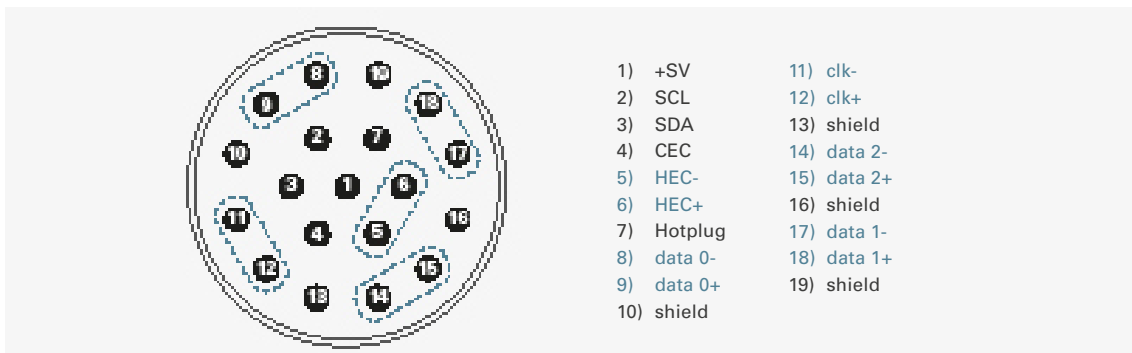 1) +SV
2) SCL
3) SDA
4) CEC
5) HEC-
6) HEC+
7) Hotplug
8) data 0-
9) data 0+
10) shield
11) clk-
12) clk+
13) shield
14) data 2-
15) data 2+
16) shield
17) data 1-
18) data 1+
19) shield
8
9
18
2
7
17
10
3
1
6
11
4
5
12
15
14